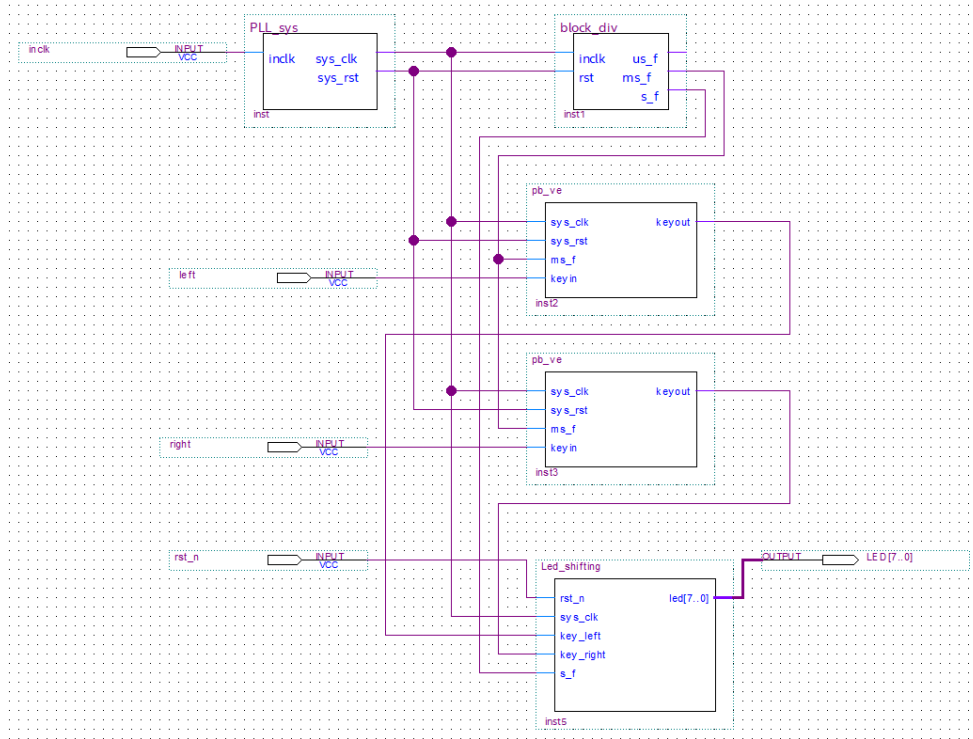 PLL_sys
block_div
inclk
INPUT
VCC
inclk sys_clk
sys_rst
inst
inclk us_f
rst ms_f
s_f
inst1
pb_ve
sys_clk keyout
sys_rst
ms_f
keyin
inst2
left
INPUT
VCC
pb_ve
sys_clk keyout
sys_rst
ms_f
keyin
inst3
right
INPUT
VCC
rst_n
INPUT
VCC
Led_shifting
rst_n led[7..0]
sys_clk
key_left
key_right
s_f
inst5
OUTPUT
LED[7..0]